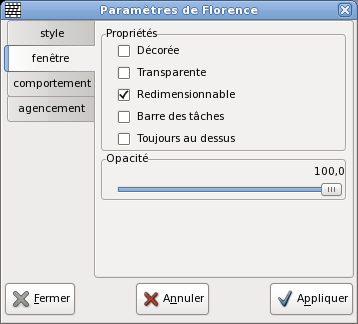 Paramètres de Florence
style
fenêtre
comportement
agencement
Propriétés
Décorée
Transparente
Redimensionnable
Barre des tâches
Toujours au dessus
Opacité
100,0
Fermer
Annuler
Appliquer